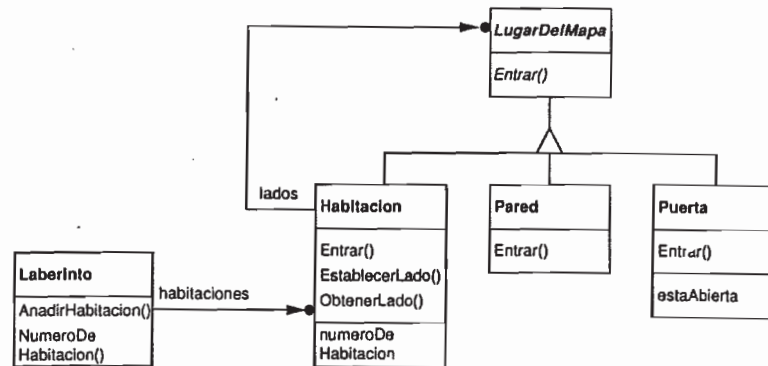 LugarDelMapa
Entrar()
lados
Habitacion
Entrar()
EstablecerLado()
ObtenerLado()
numeroDe
Habitacion
Pared
Entrar()
Puerta
Entrar()
estaAbierta
Laberinto
AnadirHabitacion()
NumeroDe
Habitacion()
habitaciones